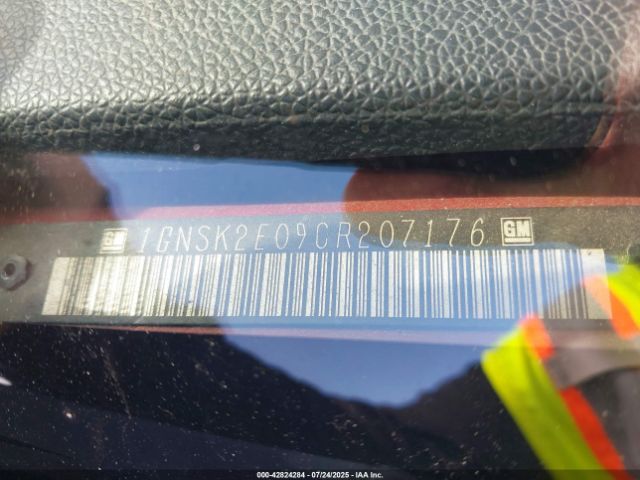 GM 1GNSK2E09CR207176 GM
000-42824284 | 07/24/2025 | IAA Inc.